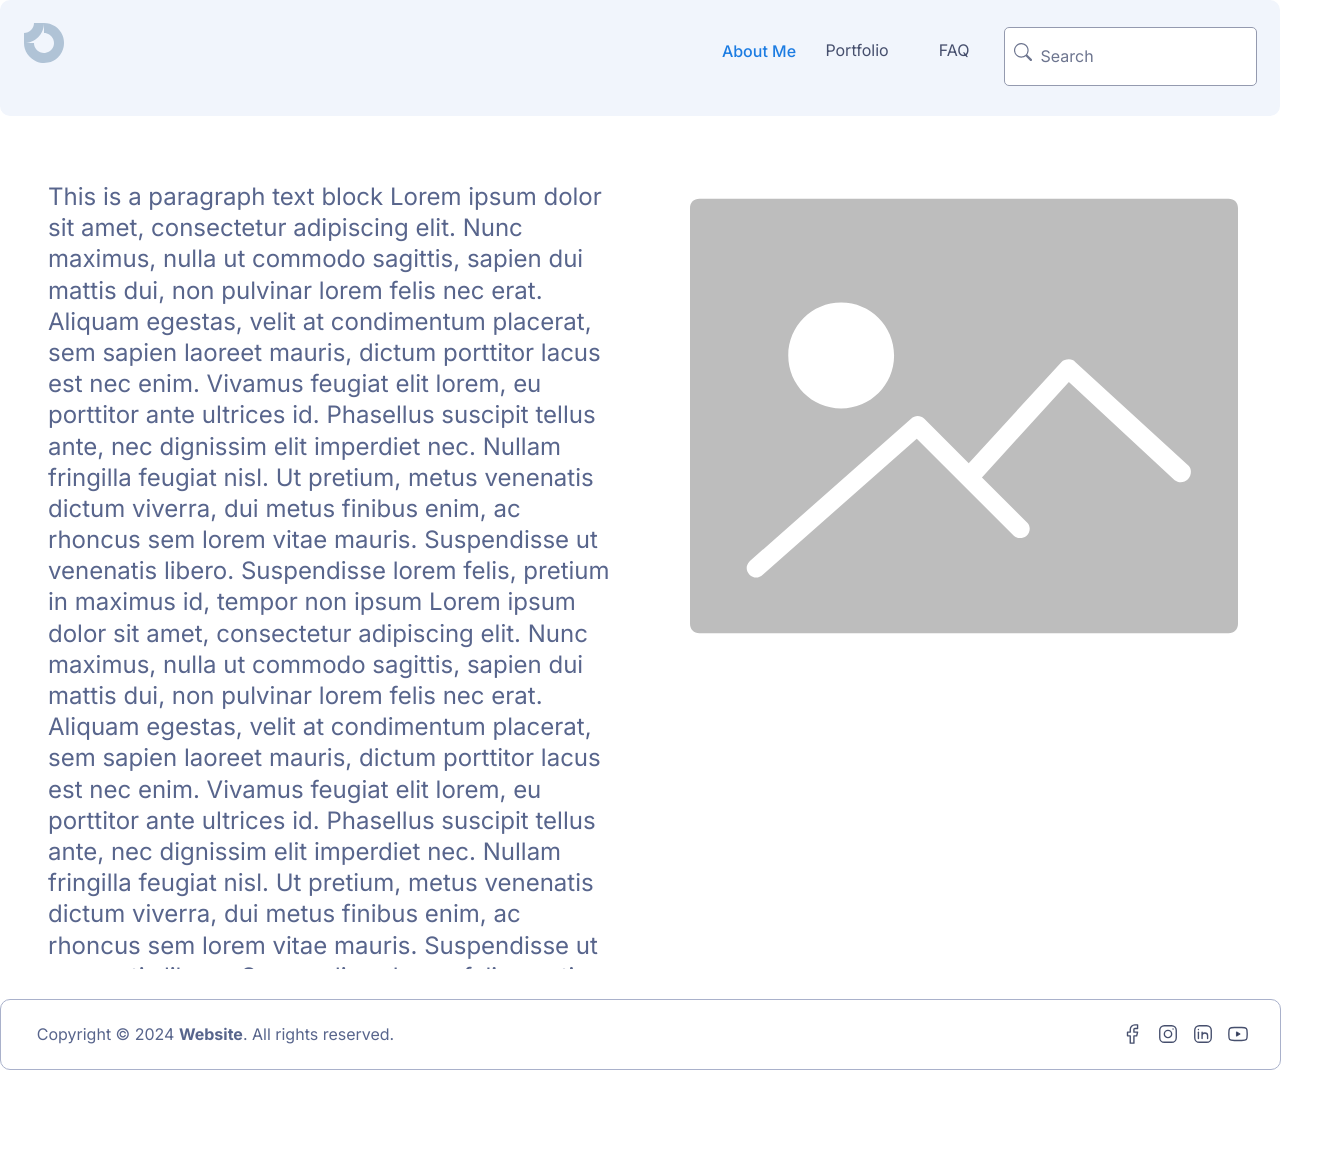 About Me Portfolio FAQ Search
This is a paragraph text block Lorem ipsum dolor
sit amet, consectetur adipiscing elit. Nunc
maximus, nulla ut commodo sagittis, sapien dui
mattis dui, non pulvinar lorem felis nec erat.
Aliquam egestas, velit at condimentum placerat,
sem sapien laoreet mauris, dictum porttitor lacus
est nec enim. Vivamus feugiat elit lorem, eu
porttitor ante ultrices id. Phasellus suscipit tellus
ante, nec dignissim elit imperdiet nec. Nullam
fringilla feugiat nisl. Ut pretium, metus venenatis
dictum viverra, dui metus finibus enim, ac
rhoncus sem lorem vitae mauris. Suspendisse ut
venenatis libero. Suspendisse lorem felis, pretium
in maximus id, tempor non ipsum Lorem ipsum
dolor sit amet, consectetur adipiscing elit. Nunc
maximus, nulla ut commodo sagittis, sapien dui
mattis dui, non pulvinar lorem felis nec erat.
Aliquam egestas, velit at condimentum placerat,
sem sapien laoreet mauris, dictum porttitor lacus
est nec enim. Vivamus feugiat elit lorem, eu
porttitor ante ultrices id. Phasellus suscipit tellus
ante, nec dignissim elit imperdiet nec. Nullam
fringilla feugiat nisl. Ut pretium, metus venenatis
dictum viverra, dui metus finibus enim, ac
rhoncus sem lorem vitae mauris. Suspendisse ut
Copyright © 2024 Website. All rights reserved.